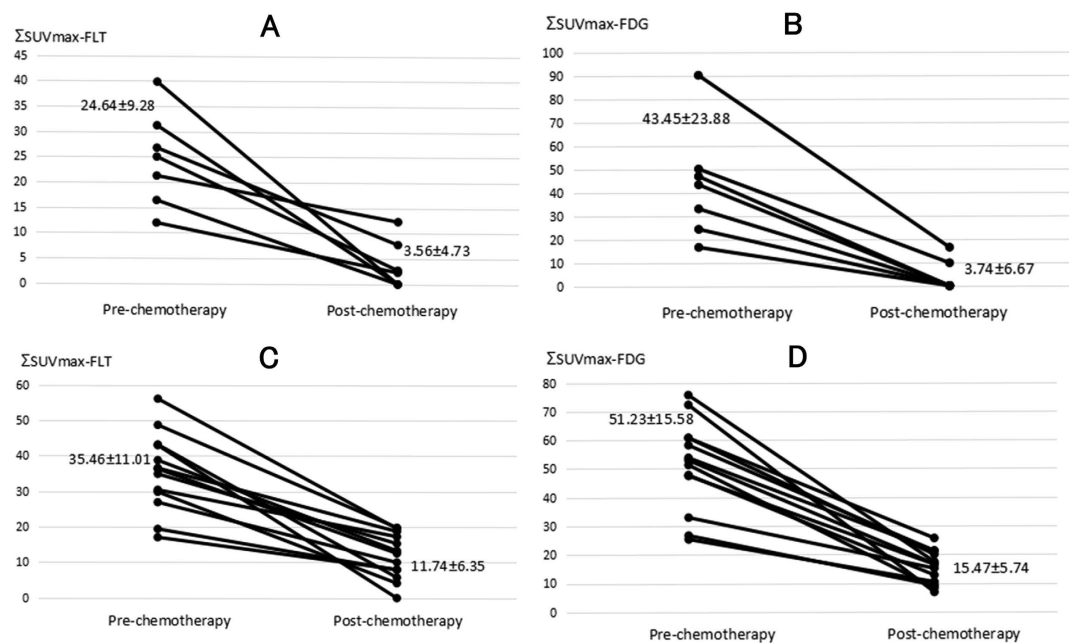 A
ΣSUVmax-FLT
45
40
35
30
25
20
15
10
5
0
24.64±9.28
3.56±4.73
Pre-chemotherapy
Post-chemotherapy
B
ΣSUVmax-FDG
100
90
80
70
60
50
40
30
20
10
0
43.45±23.88
3.74±6.67
Pre-chemotherapy
Post-chemotherapy
C
ΣSUVmax-FLT
60
50
40
30
20
10
0
35.46±11.01
11.74±6.35
Pre-chemotherapy
Post-chemotherapy
D
ΣSUVmax-FDG
80
70
60
50
40
30
20
10
0
51.23±15.58
15.47±5.74
Pre-chemotherapy
Post-chemotherapy